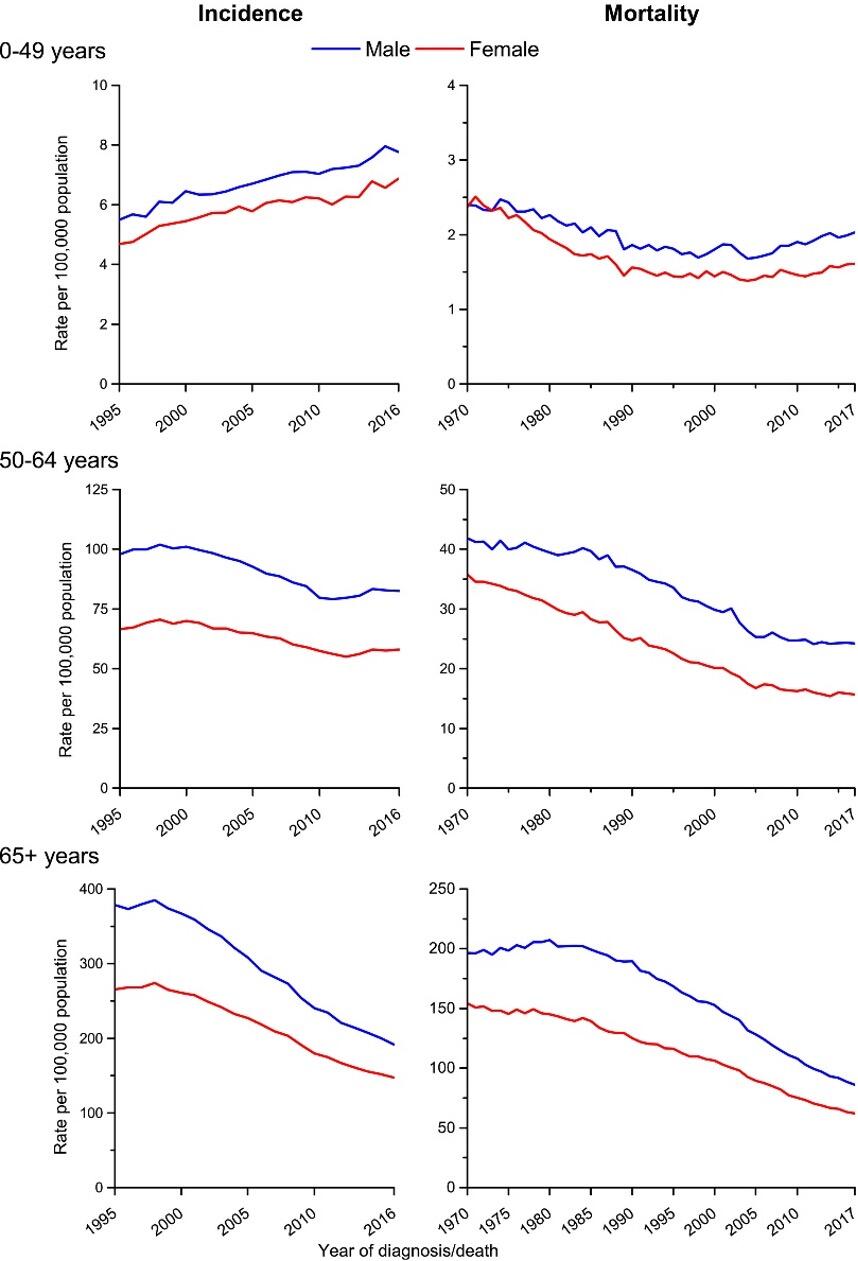 Incidence Mortality
0-49 years
Male Female
Rate per 100,000 population
10
8
6
4
2
0
1995 2000 2005 2010 2016
4
3
2
1
0
1970 1980 1990 2000 2010 2017
50-64 years
Rate per 100,000 population
125
100
75
50
25
0
1995 2000 2005 2010 2016
50
40
30
20
10
0
1970 1980 1990 2000 2010 2017
65+ years
Rate per 100,000 population
400
300
200
100
0
1995 2000 2005 2010 2016
250
200
150
100
50
0
1970 1975 1980 1985 1990 1995 2000 2005 2010 2017
Year of diagnosis/death